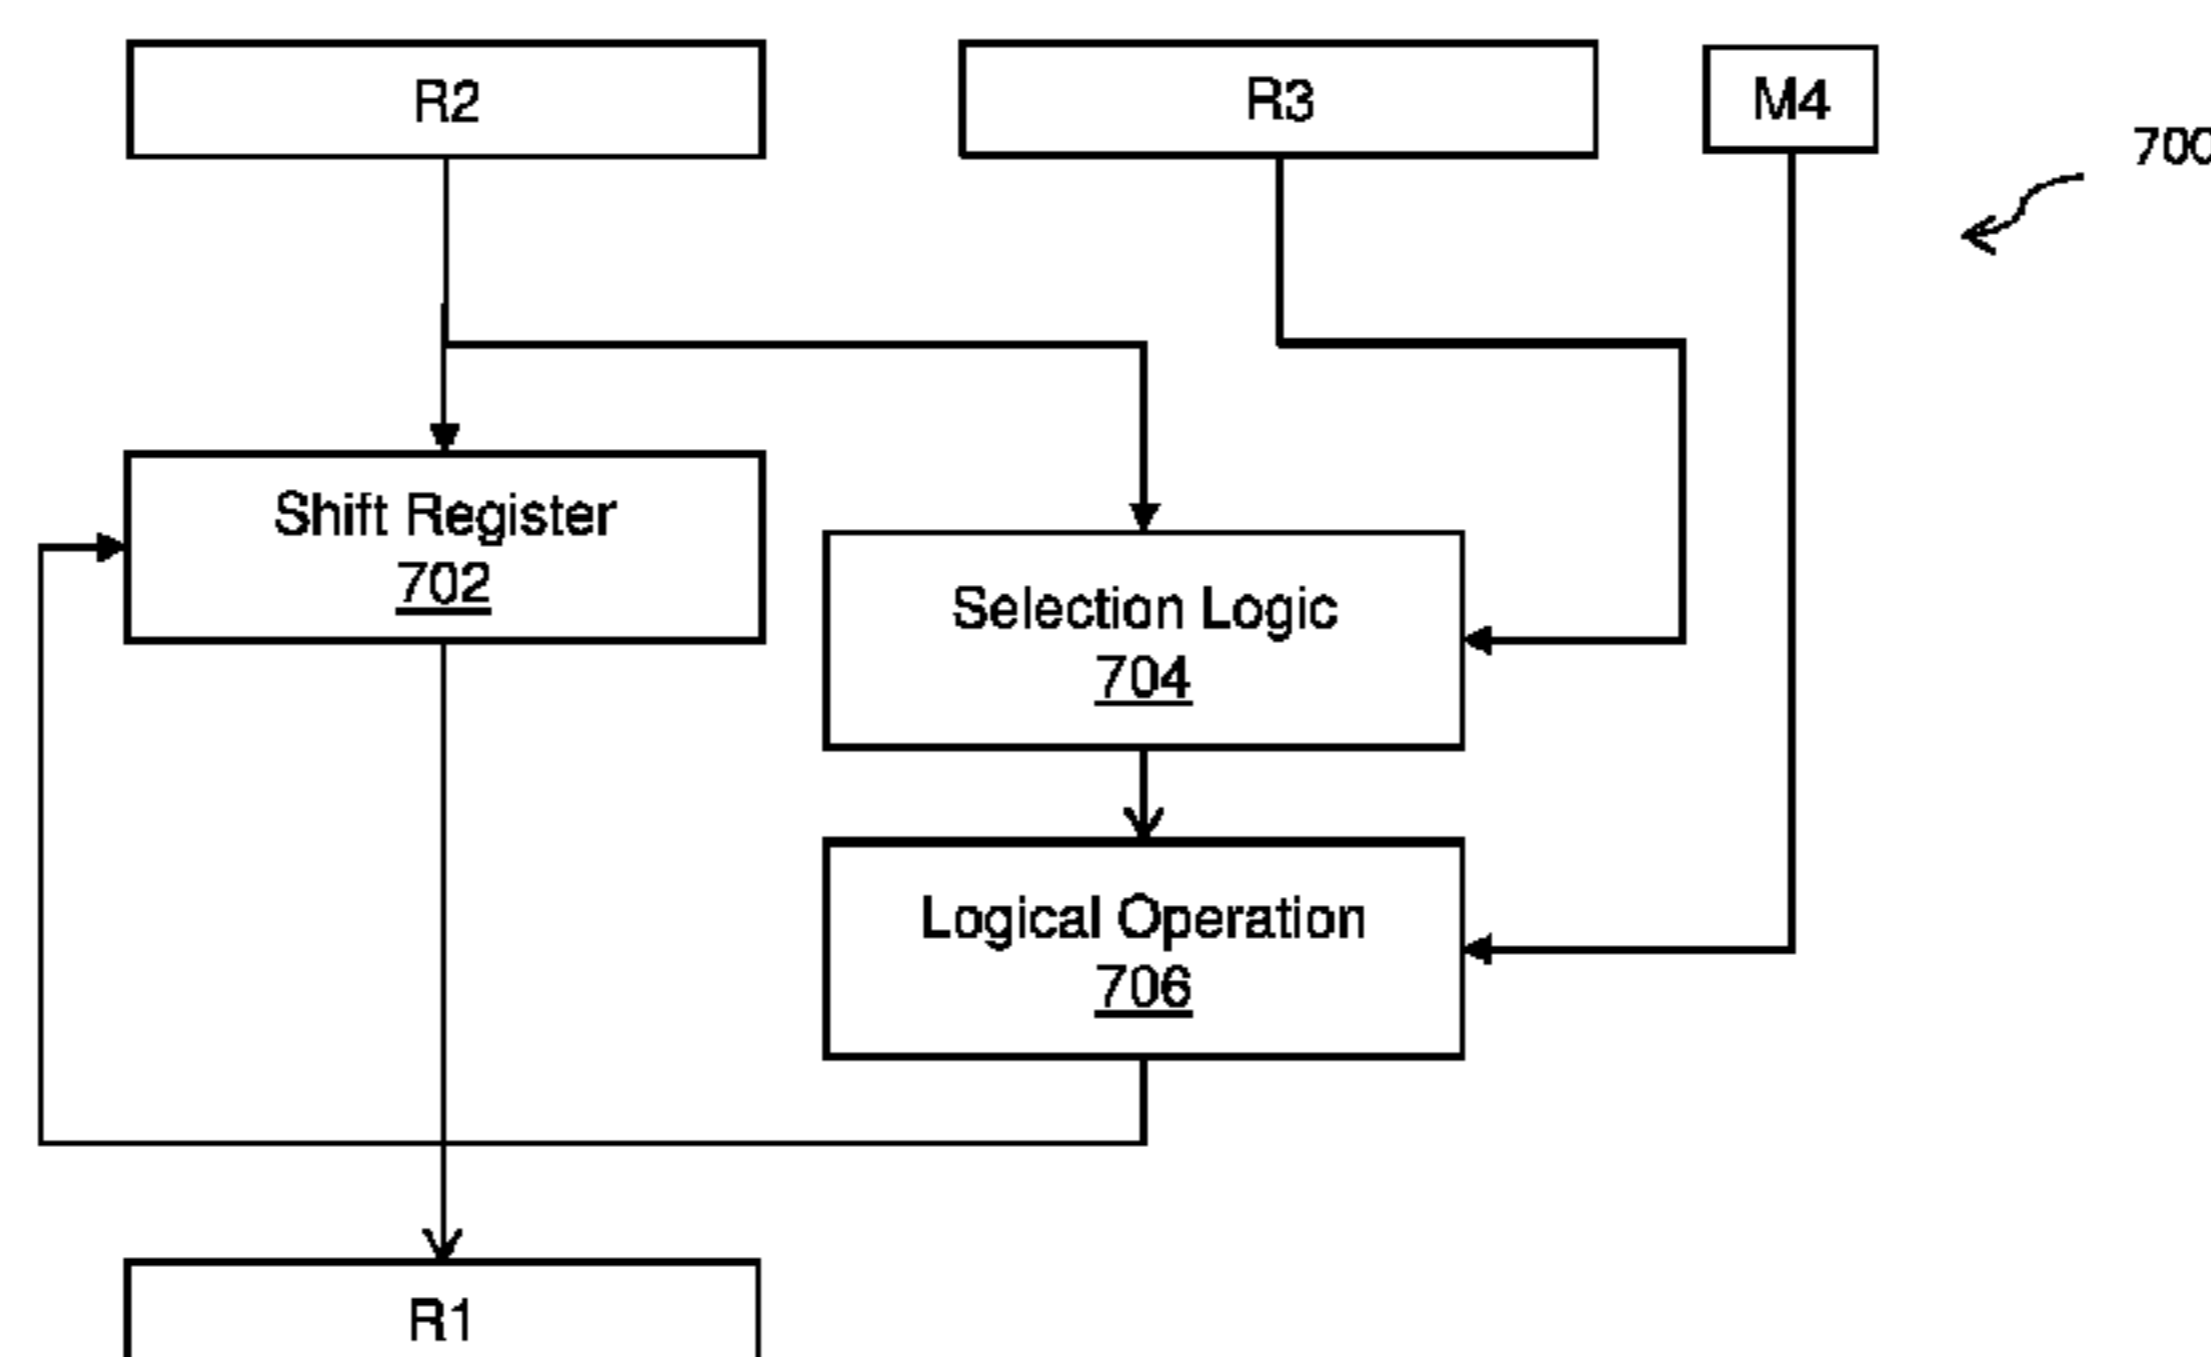 R2
R3
M4
700
Shift Register
702
Selection Logic
704
Logical Operation
706
R1